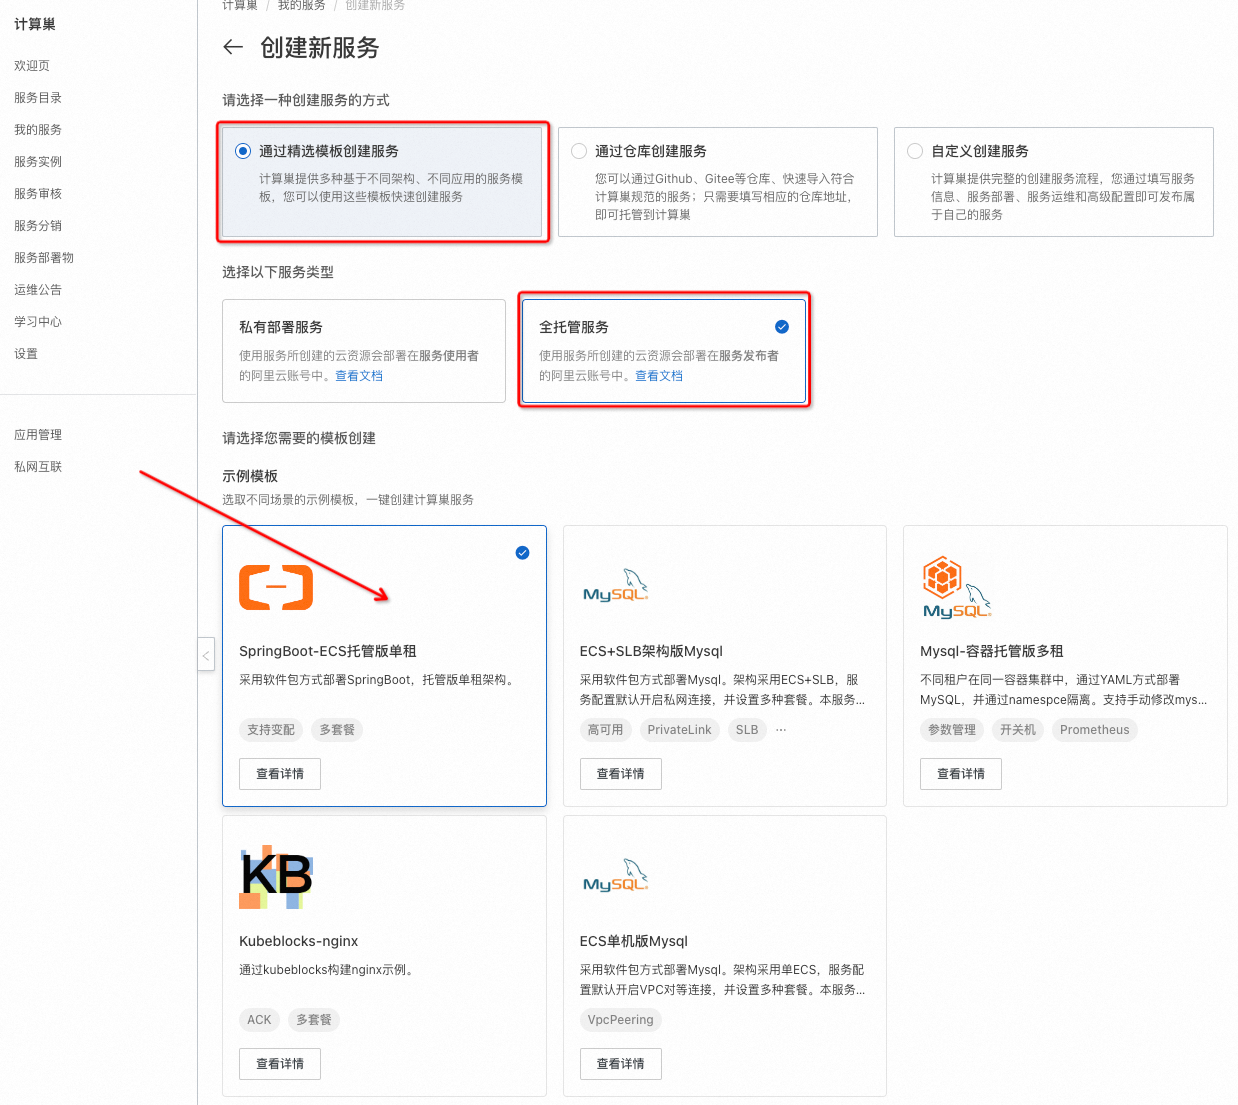 计算巢
欢迎页
服务目录
我的服务
服务实例
服务审核
服务分销
服务部署物
运维公告
学习中心
设置
应用管理
私网互联
计算巢 / 我的服务 / 创建新服务
创建新服务
请选择一种创建服务的方式
通过精选模板创建服务
计算巢提供多种基于不同架构、不同应用的服务模
板，您可以使用这些模板快速创建服务
通过仓库创建服务
您可以通过Github、Gitee等仓库、快速导入符合
计算巢规范的服务；只需要填写相应的仓库地址，
即可托管到计算巢
自定义创建服务
计算巢提供完整的创建服务流程，您通过填写服务
信息、服务部署、服务运维和高级配置即可发布属
于自己的服务
选择以下服务类型
私有部署服务
使用服务所创建的云资源会部署在服务使用者
的阿里云账号中。查看文档
全托管服务
使用服务所创建的云资源会部署在服务发布者
的阿里云账号中。查看文档
请选择您需要的模板创建
示例模板
选取不同场景的示例模板，一键创建计算巢服务
SpringBoot-ECS托管版单租
采用软件包方式部署SpringBoot，托管版单租架构。
支持变配 多套餐
查看详情
MySQL
ECS+SLB架构版Mysql
采用软件包方式部署Mysql。架构采用ECS+SLB，服
务配置默认开启私网连接，并设置多种套餐。本服务...
高可用 PrivateLink SLB ...
查看详情
MySQL
Mysql-容器托管版多租
不同租户在同一容器集群中，通过YAML方式部署
MySQL，并通过namespce隔离。支持手动修改mys...
参数管理 开关机 Prometheus
查看详情
KB
Kubeblocks-nginx
通过kubeblocks构建nginx示例。
ACK 多套餐
查看详情
MySQL
ECS单机版Mysql
采用软件包方式部署Mysql。架构采用单ECS，服务配
置默认开启VPC对等连接，并设置多种套餐。本服务...
VpcPeering
查看详情